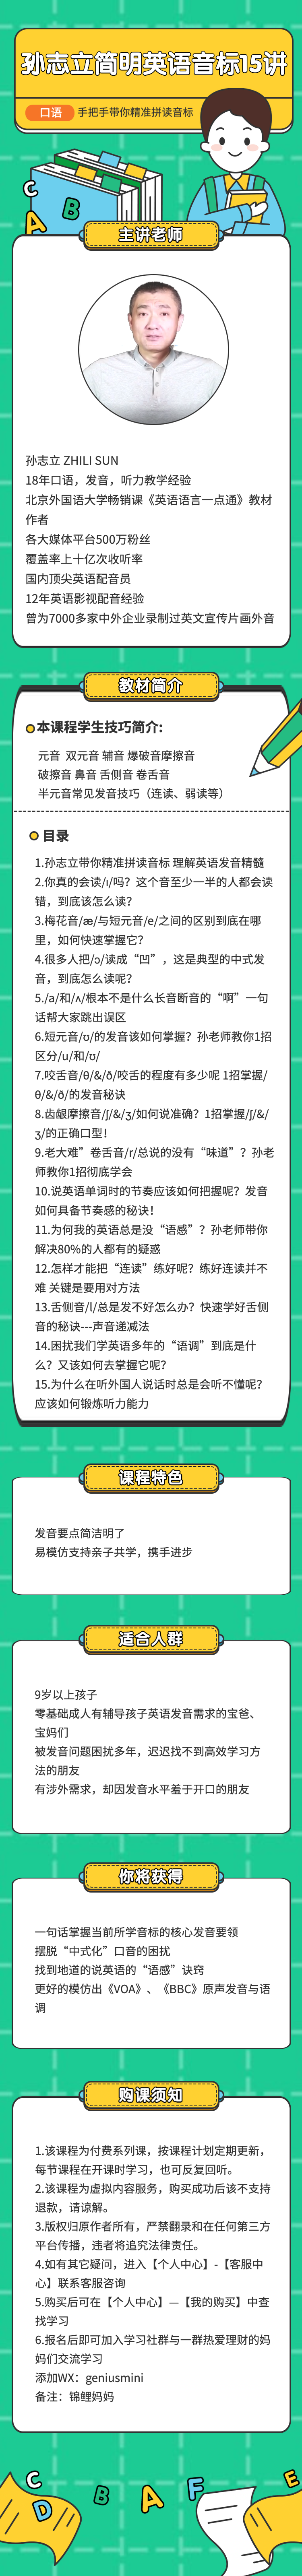 孙志立简明英语音标15讲
口语 手把手带你精准拼读音标
C
A
B
主讲老师
孙志立 ZHILI SUN
18年口语，发音，听力教学经验
北京外国语大学畅销课《英语语言一点通》教材
作者
各大媒体平台500万粉丝
覆盖率上十亿次收听率
国内顶尖英语配音员
12年英语影视配音经验
曾为7000多家中外企业录制过英文宣传片画外音
教材简介
本课程学生技巧简介:
元音 双元音 辅音 爆破音摩擦音
破擦音 鼻音 舌侧音 卷舌音
半元音常见发音技巧（连读、弱读等）
目录
1.孙志立带你精准拼读音标 理解英语发音精髓
2.你真的会读/ɪ/吗？这个音至少一半的人都会读
错，到底该怎么读？
3.梅花音/æ/与短元音/e/之间的区别到底在哪
里，如何快速掌握它？
4.很多人把/ɔ/读成“凹”，这是典型的中式发
音，到底怎么读呢？
5./a/和/ʌ/根本不是什么长音断音的“啊”一句
话帮大家跳出误区
6.短元音/ʊ/的发音该如何掌握？孙老师教你1招
区分/u/和/ʊ/
7.咬舌音/θ/&/ð/咬舌的程度有多少呢 1招掌握/
θ/&/ð/的发音秘诀
8.齿龈摩擦音/ʃ/&/ʒ/如何说准确？1招掌握/ʃ/&/
ʒ/的正确口型！
9.老大难”卷舌音/r/总说的没有“味道”？孙老
师教你1招彻底学会
10.说英语单词时的节奏应该如何把握呢？发音
如何具备节奏感的秘诀！
11.为何我的英语总是没“语感”？孙老师带你
解决80%的人都有的疑惑
12.怎样才能把“连读”练好呢？练好连读并不
难 关键是要用对方法
13.舌侧音/l/总是发不好怎么办？快速学好舌侧
音的秘诀---声音递减法
14.困扰我们学英语多年的“语调”到底是什
么？又该如何去掌握它呢？
15.为什么在听外国人说话时总是会听不懂呢？
应该如何锻炼听力能力
课程特色
发音要点简洁明了
易模仿支持亲子共学，携手进步
适合人群
9岁以上孩子
零基础成人有辅导孩子英语发音需求的宝爸、
宝妈们
被发音问题困扰多年，迟迟找不到高效学习方
法的朋友
有涉外需求，却因发音水平羞于开口的朋友
你将获得
一句话掌握当前所学音标的核心发音要领
摆脱“中式化”口音的困扰
找到地道的说英语的“语感”诀窍
更好的模仿出《VOA》、《BBC》原声发音与语
调
购课须知
1.该课程为付费系列课，按课程计划定期更新，
每节课程在开课时学习，也可反复回听。
2.该课程为虚拟内容服务，购买成功后该不支持
退款，请谅解。
3.版权归原作者所有，严禁翻录和在任何第三方
平台传播，违者将追究法律责任。
4.如有其它疑问，进入【个人中心】-【客服中
心】联系客服咨询
5.购买后可在【个人中心】—【我的购买】中查
找学习
6.报名后即可加入学习社群与一群热爱理财的妈
妈们交流学习
添加WX：geniusmini
备注：锦鲤妈妈
C
D
B
A
F
E